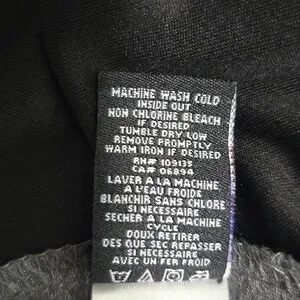 MACHINE WASH COLD
INSIDE OUT
NON CHLORINE BLEACH
IF DESIRED
TUMBLE DRY LOW
REMOVE PROMPTLY
WARM IRON IF DESIRED
RN# 109135
CA# 06894
LAVER A LA MACHINE
A L'EAU FROIDE
BLANCHIR SANS CHLORE
SI NECESSAIRE
SECHER A LA MACHINE
CYCLE
DOUX RETIRER
DES QUE SEC REPASSER
SI NECESSAIRE
AVEC UN FER FROID